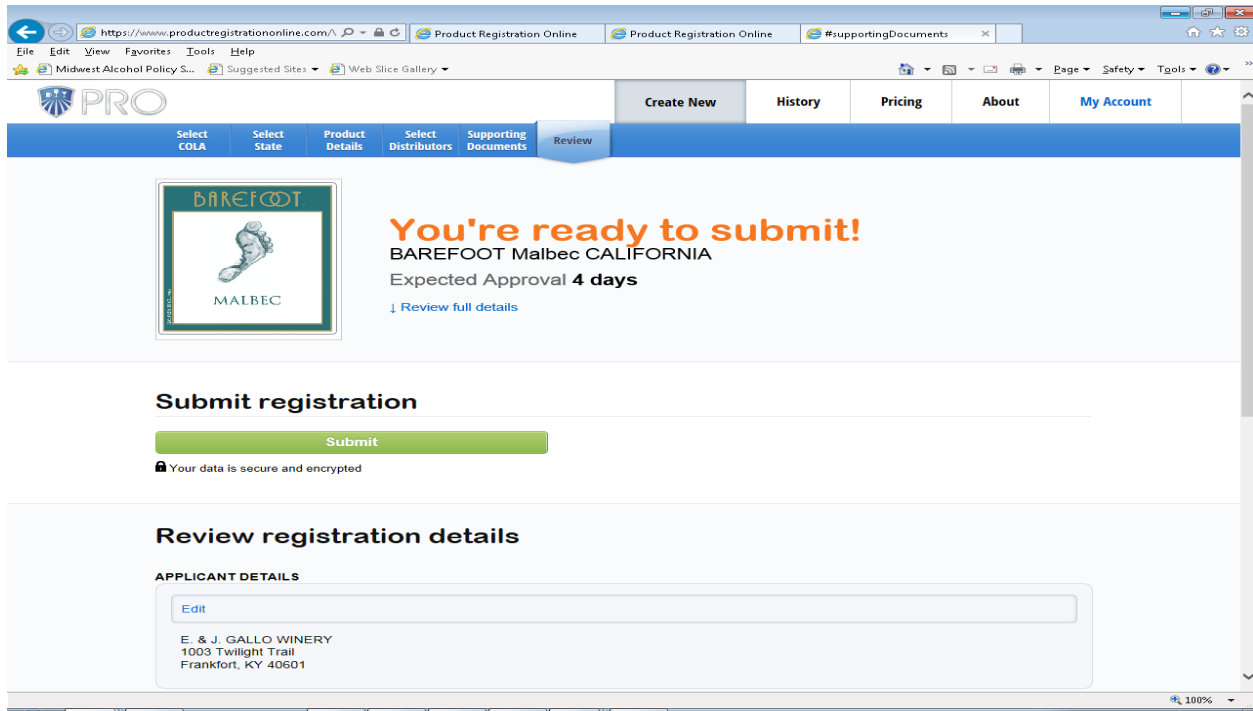 https://www.productregistrationonline.com/
Product Registration Online
Product Registration Online
#supportingDocuments
File Edit View Favorites Tools Help
Midwest Alcohol Policy S...
Suggested Sites
Web Slice Gallery
Page Safety Tools
PRO
Create New
History
Pricing
About
My Account
Select COLA
Select State
Product Details
Select Distributors
Supporting Documents
Review
BAREFOOT
MALBEC
You're ready to submit!
BAREFOOT Malbec CALIFORNIA
Expected Approval 4 days
↓ Review full details
Submit registration
Submit
Your data is secure and encrypted
Review registration details
APPLICANT DETAILS
Edit
E. & J. GALLO WINERY
1003 Twilight Trail
Frankfort, KY 40601
100%